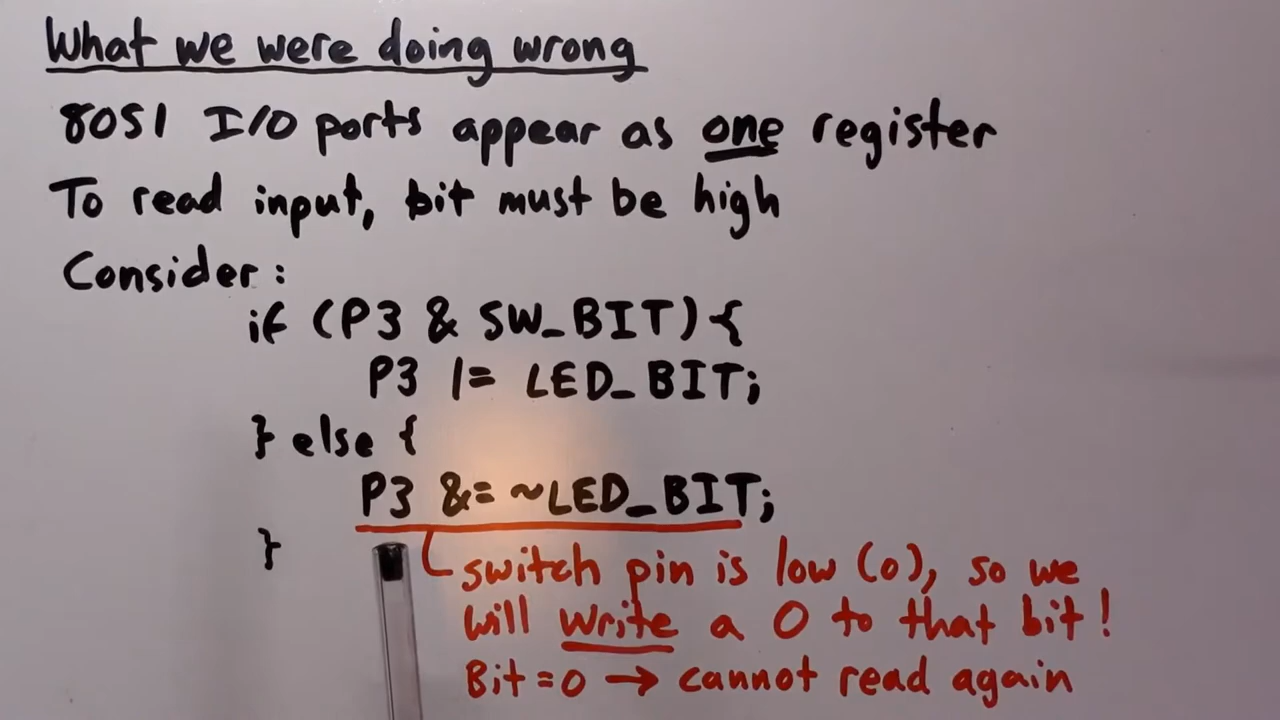 What we were doing wrong
8051 I/O ports appear as one register
To read input, bit must be high
Consider:
if (P3 & SW_BIT) {
P3 |= LED_BIT;
} else {
P3 &= ~LED_BIT;
}
switch pin is low (0), so we
will write a 0 to that bit!
Bit = 0 → cannot read again